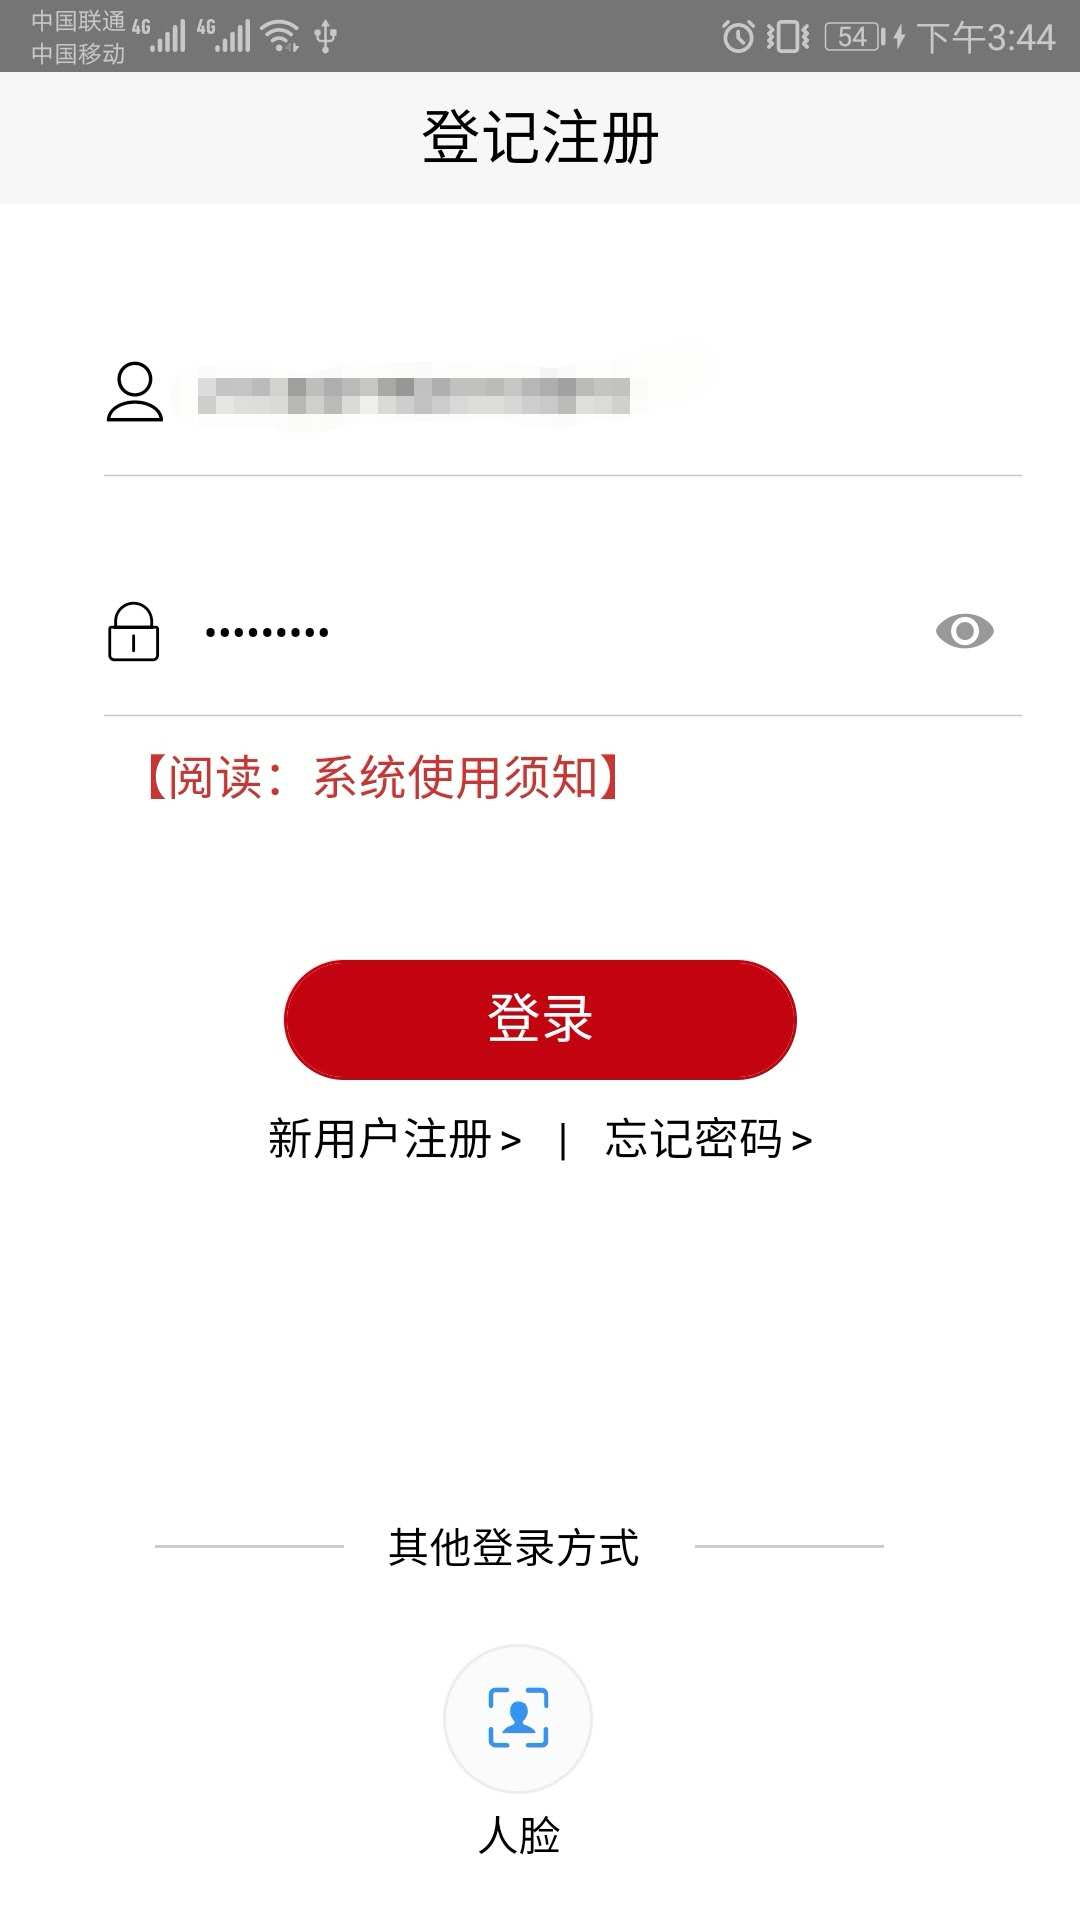 中国联通 4G 4G 54 下午3:44
中国移动
登记注册
•••••••••
【阅读：系统使用须知】
登录
新用户注册> | 忘记密码>
其他登录方式
人脸